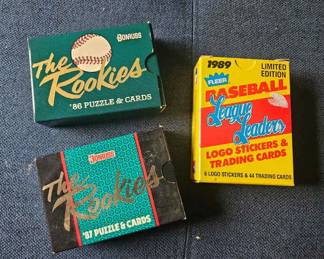 DONRUSS
The
Rookies
'86 PUZZLE & CARDS
1989
LIMITED
EDITION
FLEER
BASEBALL
League
Leaders
LOGO STICKERS &
TRADING CARDS
6 LOGO STICKERS & 44 TRADING CARDS
DONRUSS
The
Rookies
'87 PUZZLE & CARDS